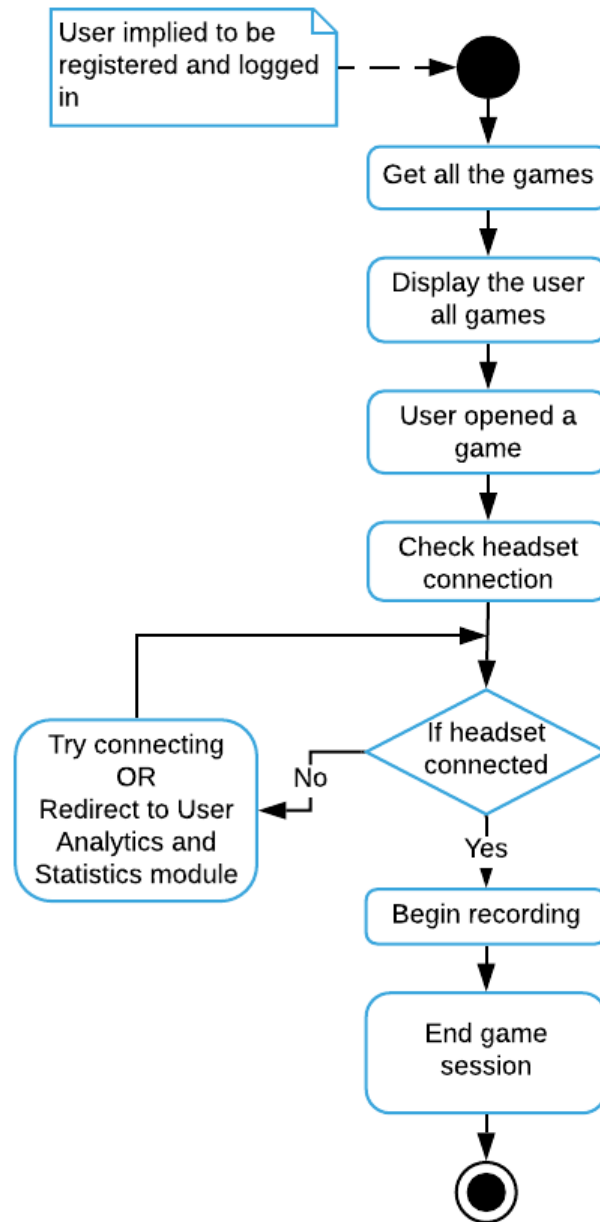 User implied to be
registered and logged
in
Get all the games
Display the user
all games
User opened a
game
Check headset
connection
If headset
connected
No
Try connecting
OR
Redirect to User
Analytics and
Statistics module
Yes
Begin recording
End game
session